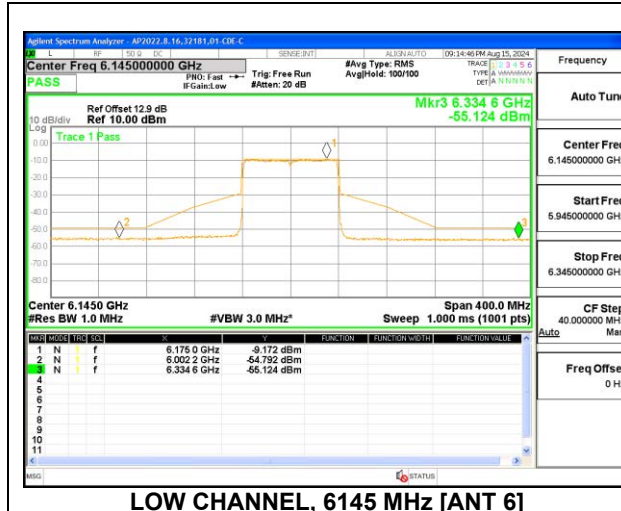 Agilent Spectrum Analyzer - AP2022.8.16,32181,01-CDE-C
L RF 50 Ω DC SENSE:INT ALIGN AUTO 09:14:46 PM Aug 15, 2024
Center Freq 6.145000000 GHz #Avg Type: RMS TRACE 1 2 3 4 5 6
PASS PNO: Fast Trig: Free Run Avg|Hold: 100/100 TYPE A
IFGain:Low #Atten: 20 dB DET A N N N N N
Ref Offset 12.9 dB Mkr3 6.334 6 GHz
10 dB/div Ref 10.00 dBm -55.124 dBm
Log
Trace 1 Pass
0.00
-10.0
-20.0
-30.0
-40.0
-50.0
-60.0
-70.0
-80.0
1
2
3
Center 6.1450 GHz Span 400.0 MHz
#Res BW 1.0 MHz #VBW 3.0 MHz* Sweep 1.000 ms (1001 pts)
MKR MODE TRC SCL X Y FUNCTION FUNCTION WIDTH FUNCTION VALUE
1 N 1 f 6.175 0 GHz -9.172 dBm
2 N 1 f 6.002 2 GHz -54.792 dBm
3 N 1 f 6.334 6 GHz -55.124 dBm
4
5
6
7
8
9
10
11
MSG STATUS
Frequency
Auto Tune
Center Freq
6.145000000 GHz
Start Freq
5.945000000 GHz
Stop Freq
6.345000000 GHz
CF Step
40.000000 MHz
Auto Man
Freq Offset
0 Hz
LOW CHANNEL, 6145 MHz [ANT 6]